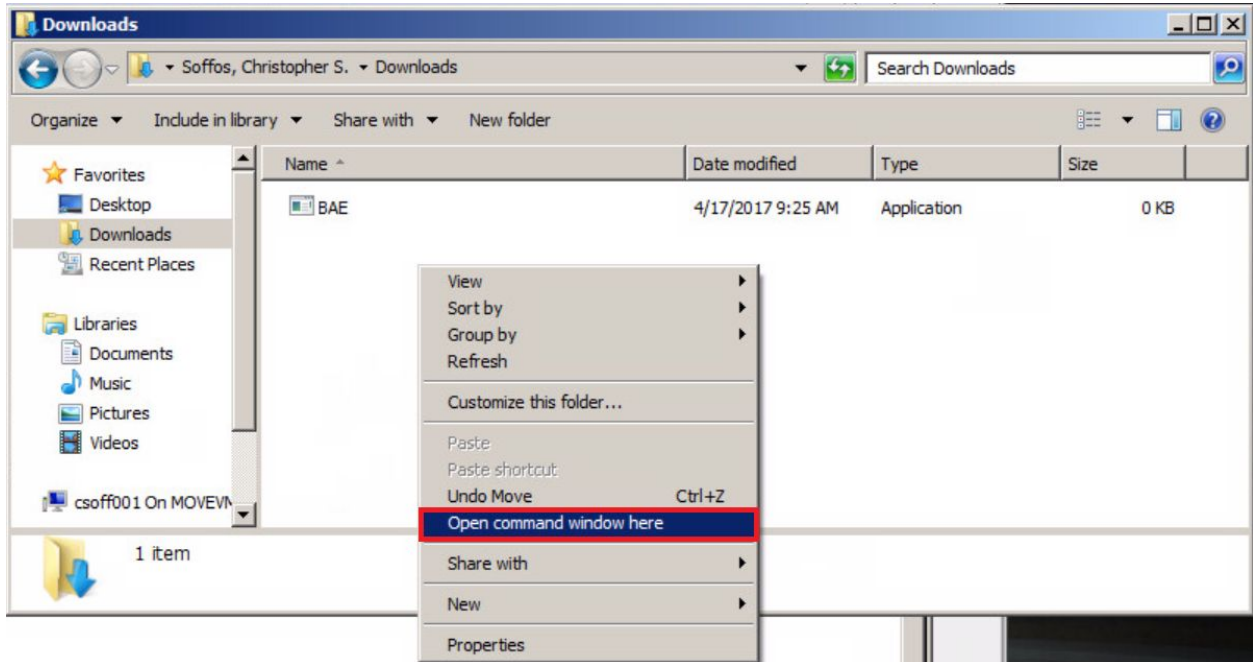 Downloads
Soffos, Christopher S. Downloads
Search Downloads
Organize Include in library Share with New folder
Name Date modified Type Size
Favorites
Desktop
Downloads
Recent Places
Libraries
Documents
Music
Pictures
Videos
csoff001 On MOVEVM
BAE 4/17/2017 9:25 AM Application 0 KB
View
Sort by
Group by
Refresh
Customize this folder...
Paste
Paste shortcut
Undo Move Ctrl+Z
Open command window here
Share with
New
Properties
1 item